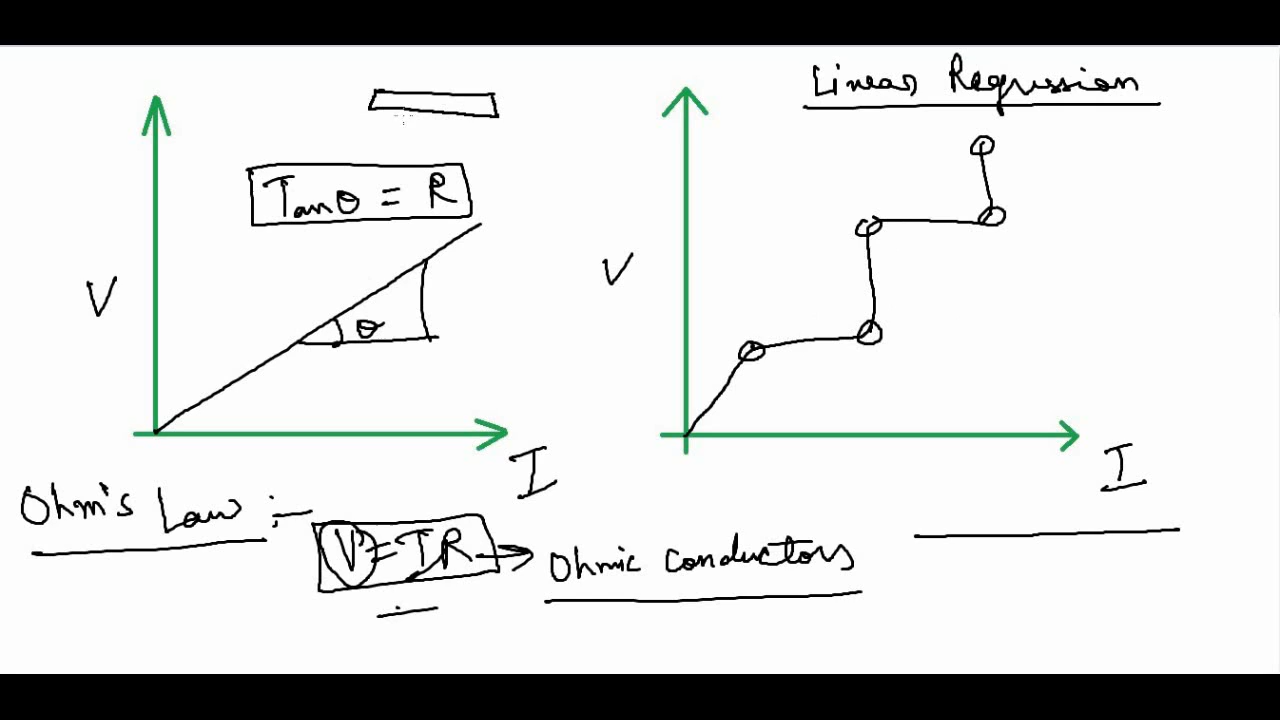 Linear Regression
Tanθ = R
V
θ
I
V
I
Ohm's Law :-
V = IR → Ohmic conductors